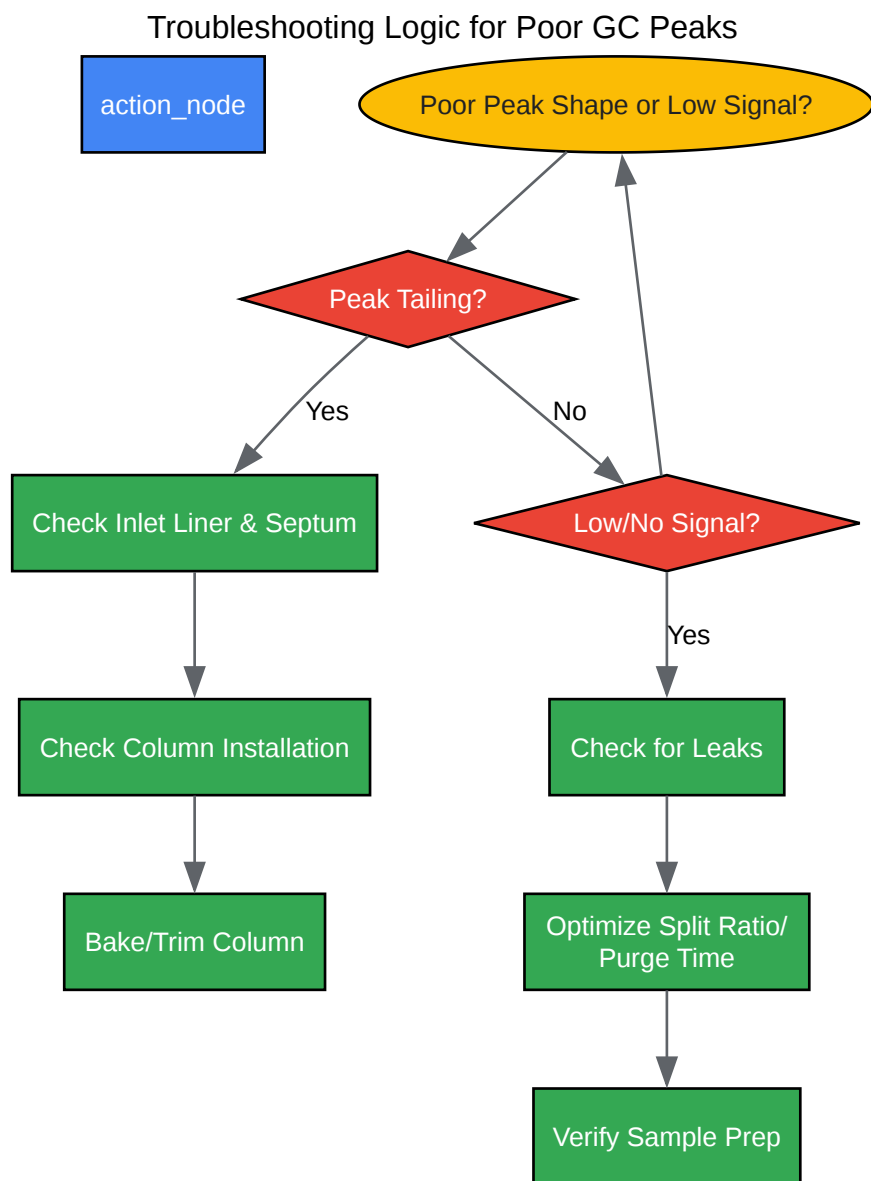 Troubleshooting Logic for Poor GC Peaks
action_node
Poor Peak Shape or Low Signal?
Peak Tailing?
Yes
No
Check Inlet Liner & Septum
Low/No Signal?
Yes
Check Column Installation
Check for Leaks
Bake/Trim Column
Optimize Split Ratio/
Purge Time
Verify Sample Prep